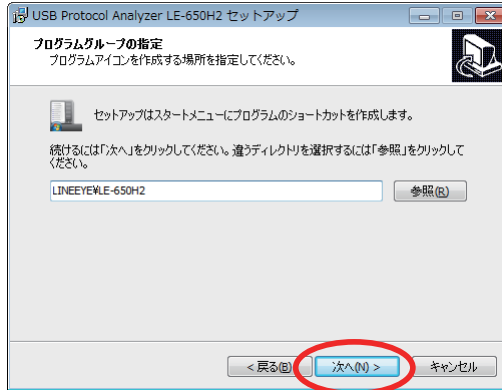 USB Protocol Analyzer LE-650H2 セットアップ
プログラムグループの指定
プログラムアイコンを作成する場所を指定してください。
セットアップはスタートメニューにプログラムのショートカットを作成します。
続けるには「次へ」をクリックしてください。違うディレクトリを選択するには「参照」をクリックして
ください。
LINEEYE¥LE-650H2
参照(R)
< 戻る(B)
次へ(N) >
キャンセル